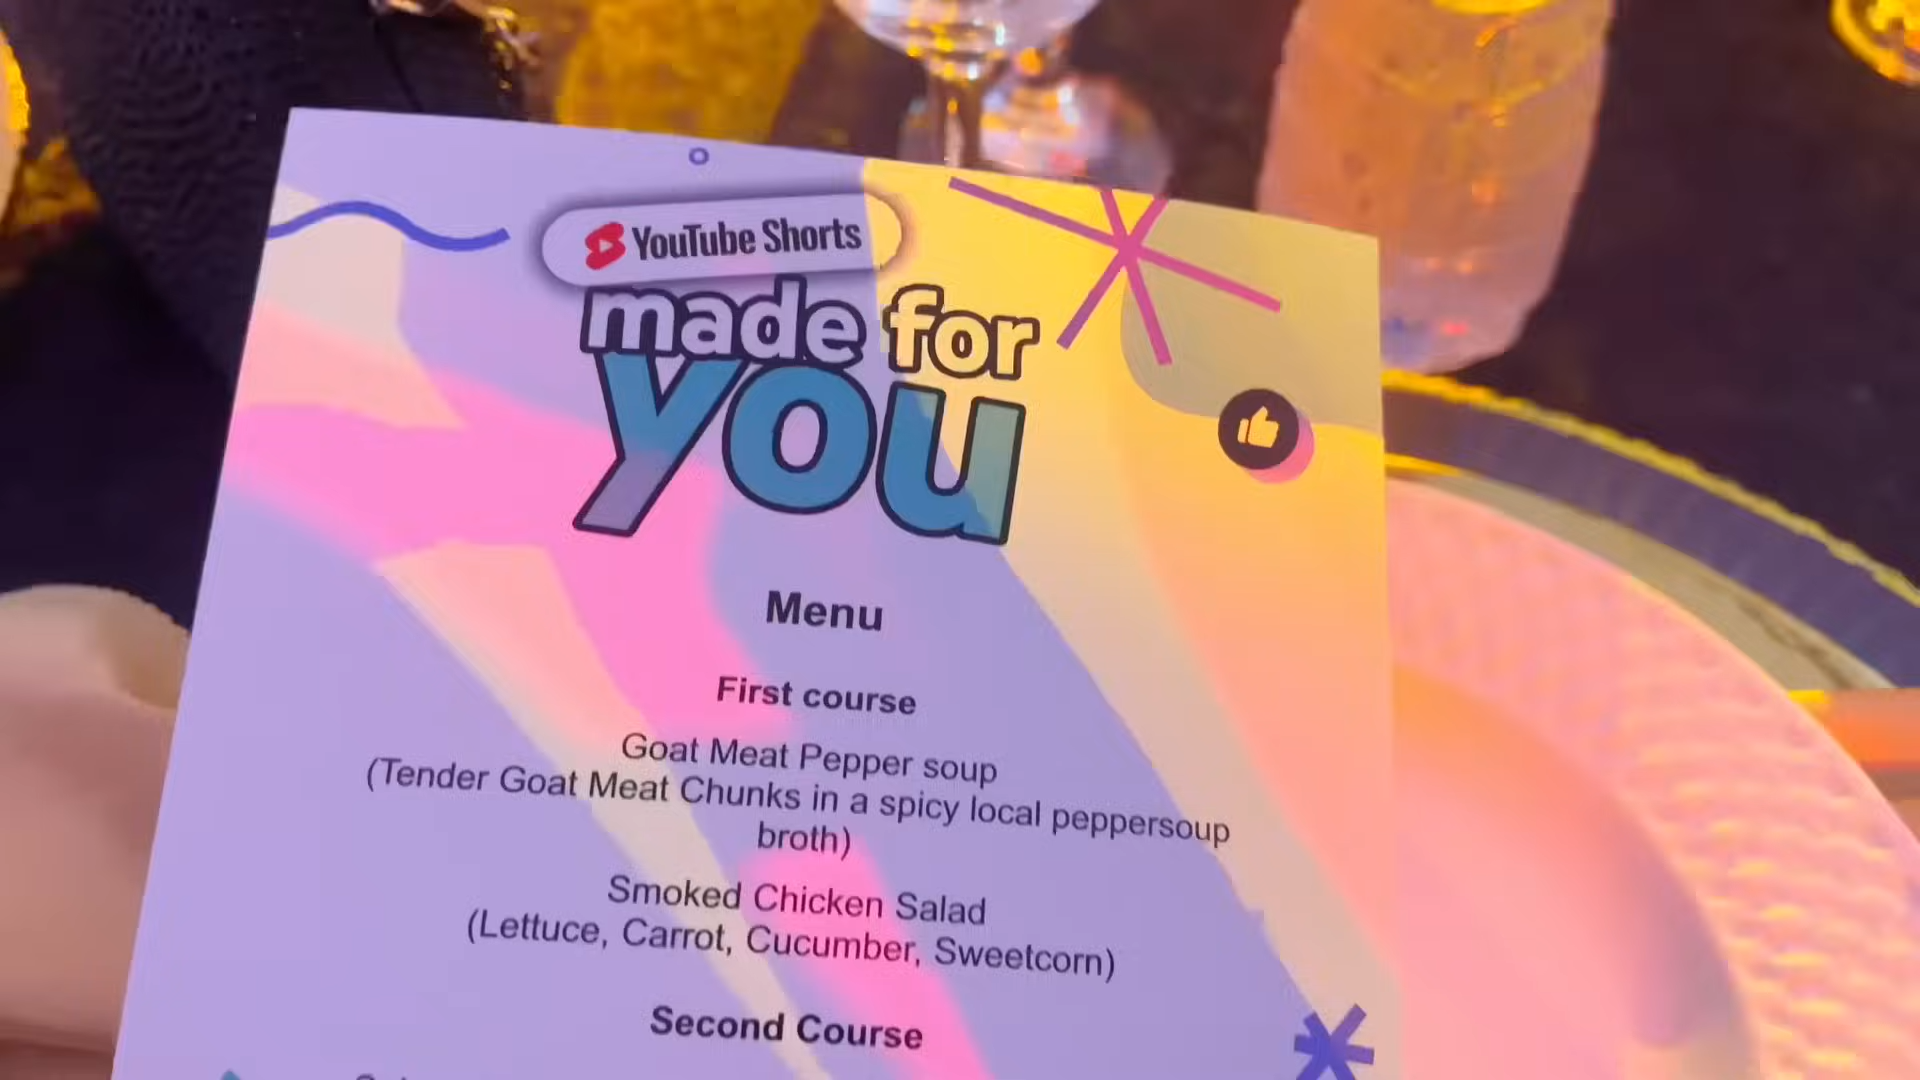 YouTube Shorts
made for
you
Menu
First course
Goat Meat Pepper soup
(Tender Goat Meat Chunks in a spicy local peppersoup
broth)
Smoked Chicken Salad
(Lettuce, Carrot, Cucumber, Sweetcorn)
Second Course